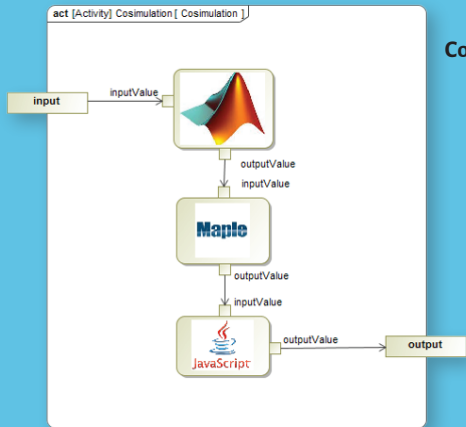 act [Activity] Cosimulation [ Cosimulation ]
Co
input
inputValue
outputValue
inputValue
Maple
outputValue
inputValue
JavaScript
outputValue
output